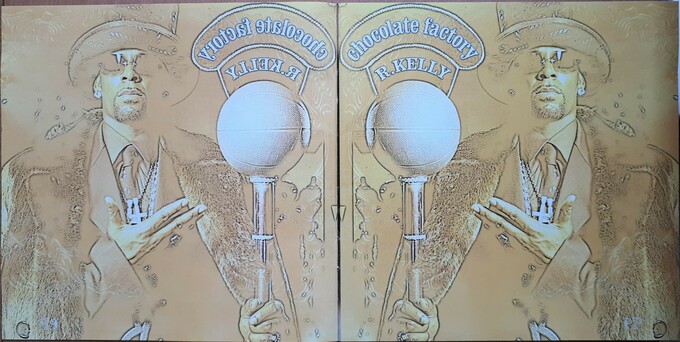 chocolate factory
R. KELLY
chocolate factory
R. KELLY